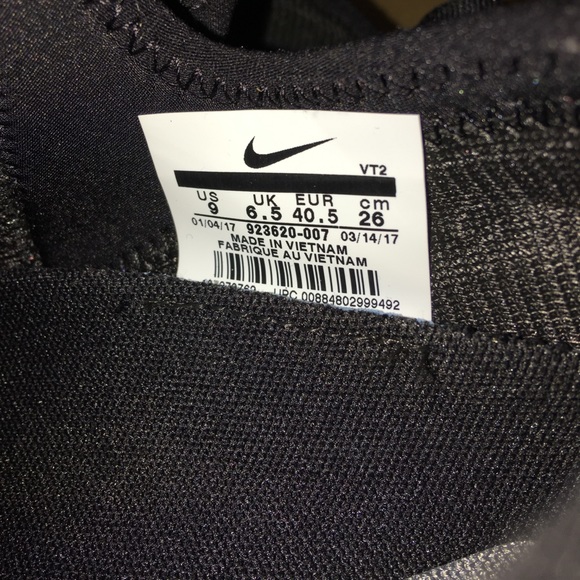 VT2
US UK EUR cm
9 6.5 40.5 26
01/04/17 923620-007 03/14/17
MADE IN VIETNAM
FABRIQUE AU VIETNAM
UPC 00884802999492